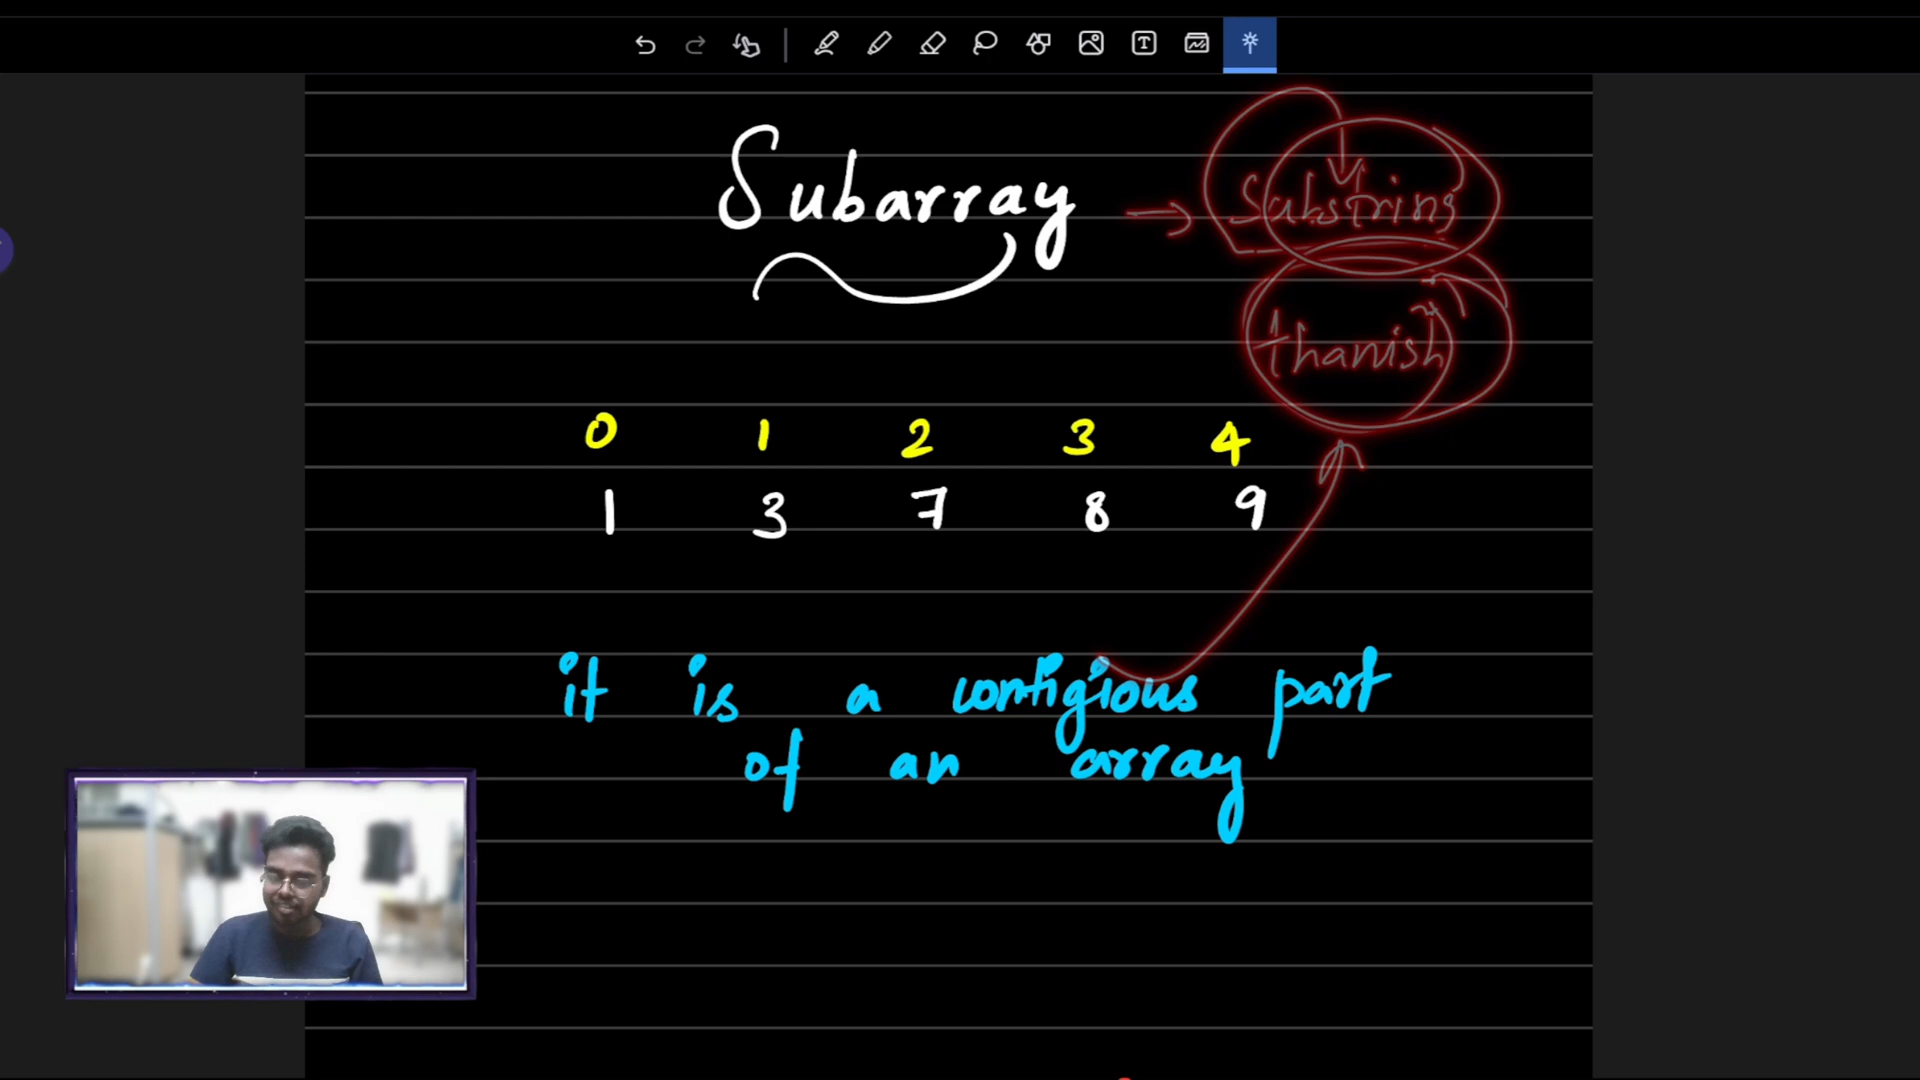 Subarray → Substring
thanish
0 1 2 3 4
1 3 7 8 9
it is a contigious part
of an array